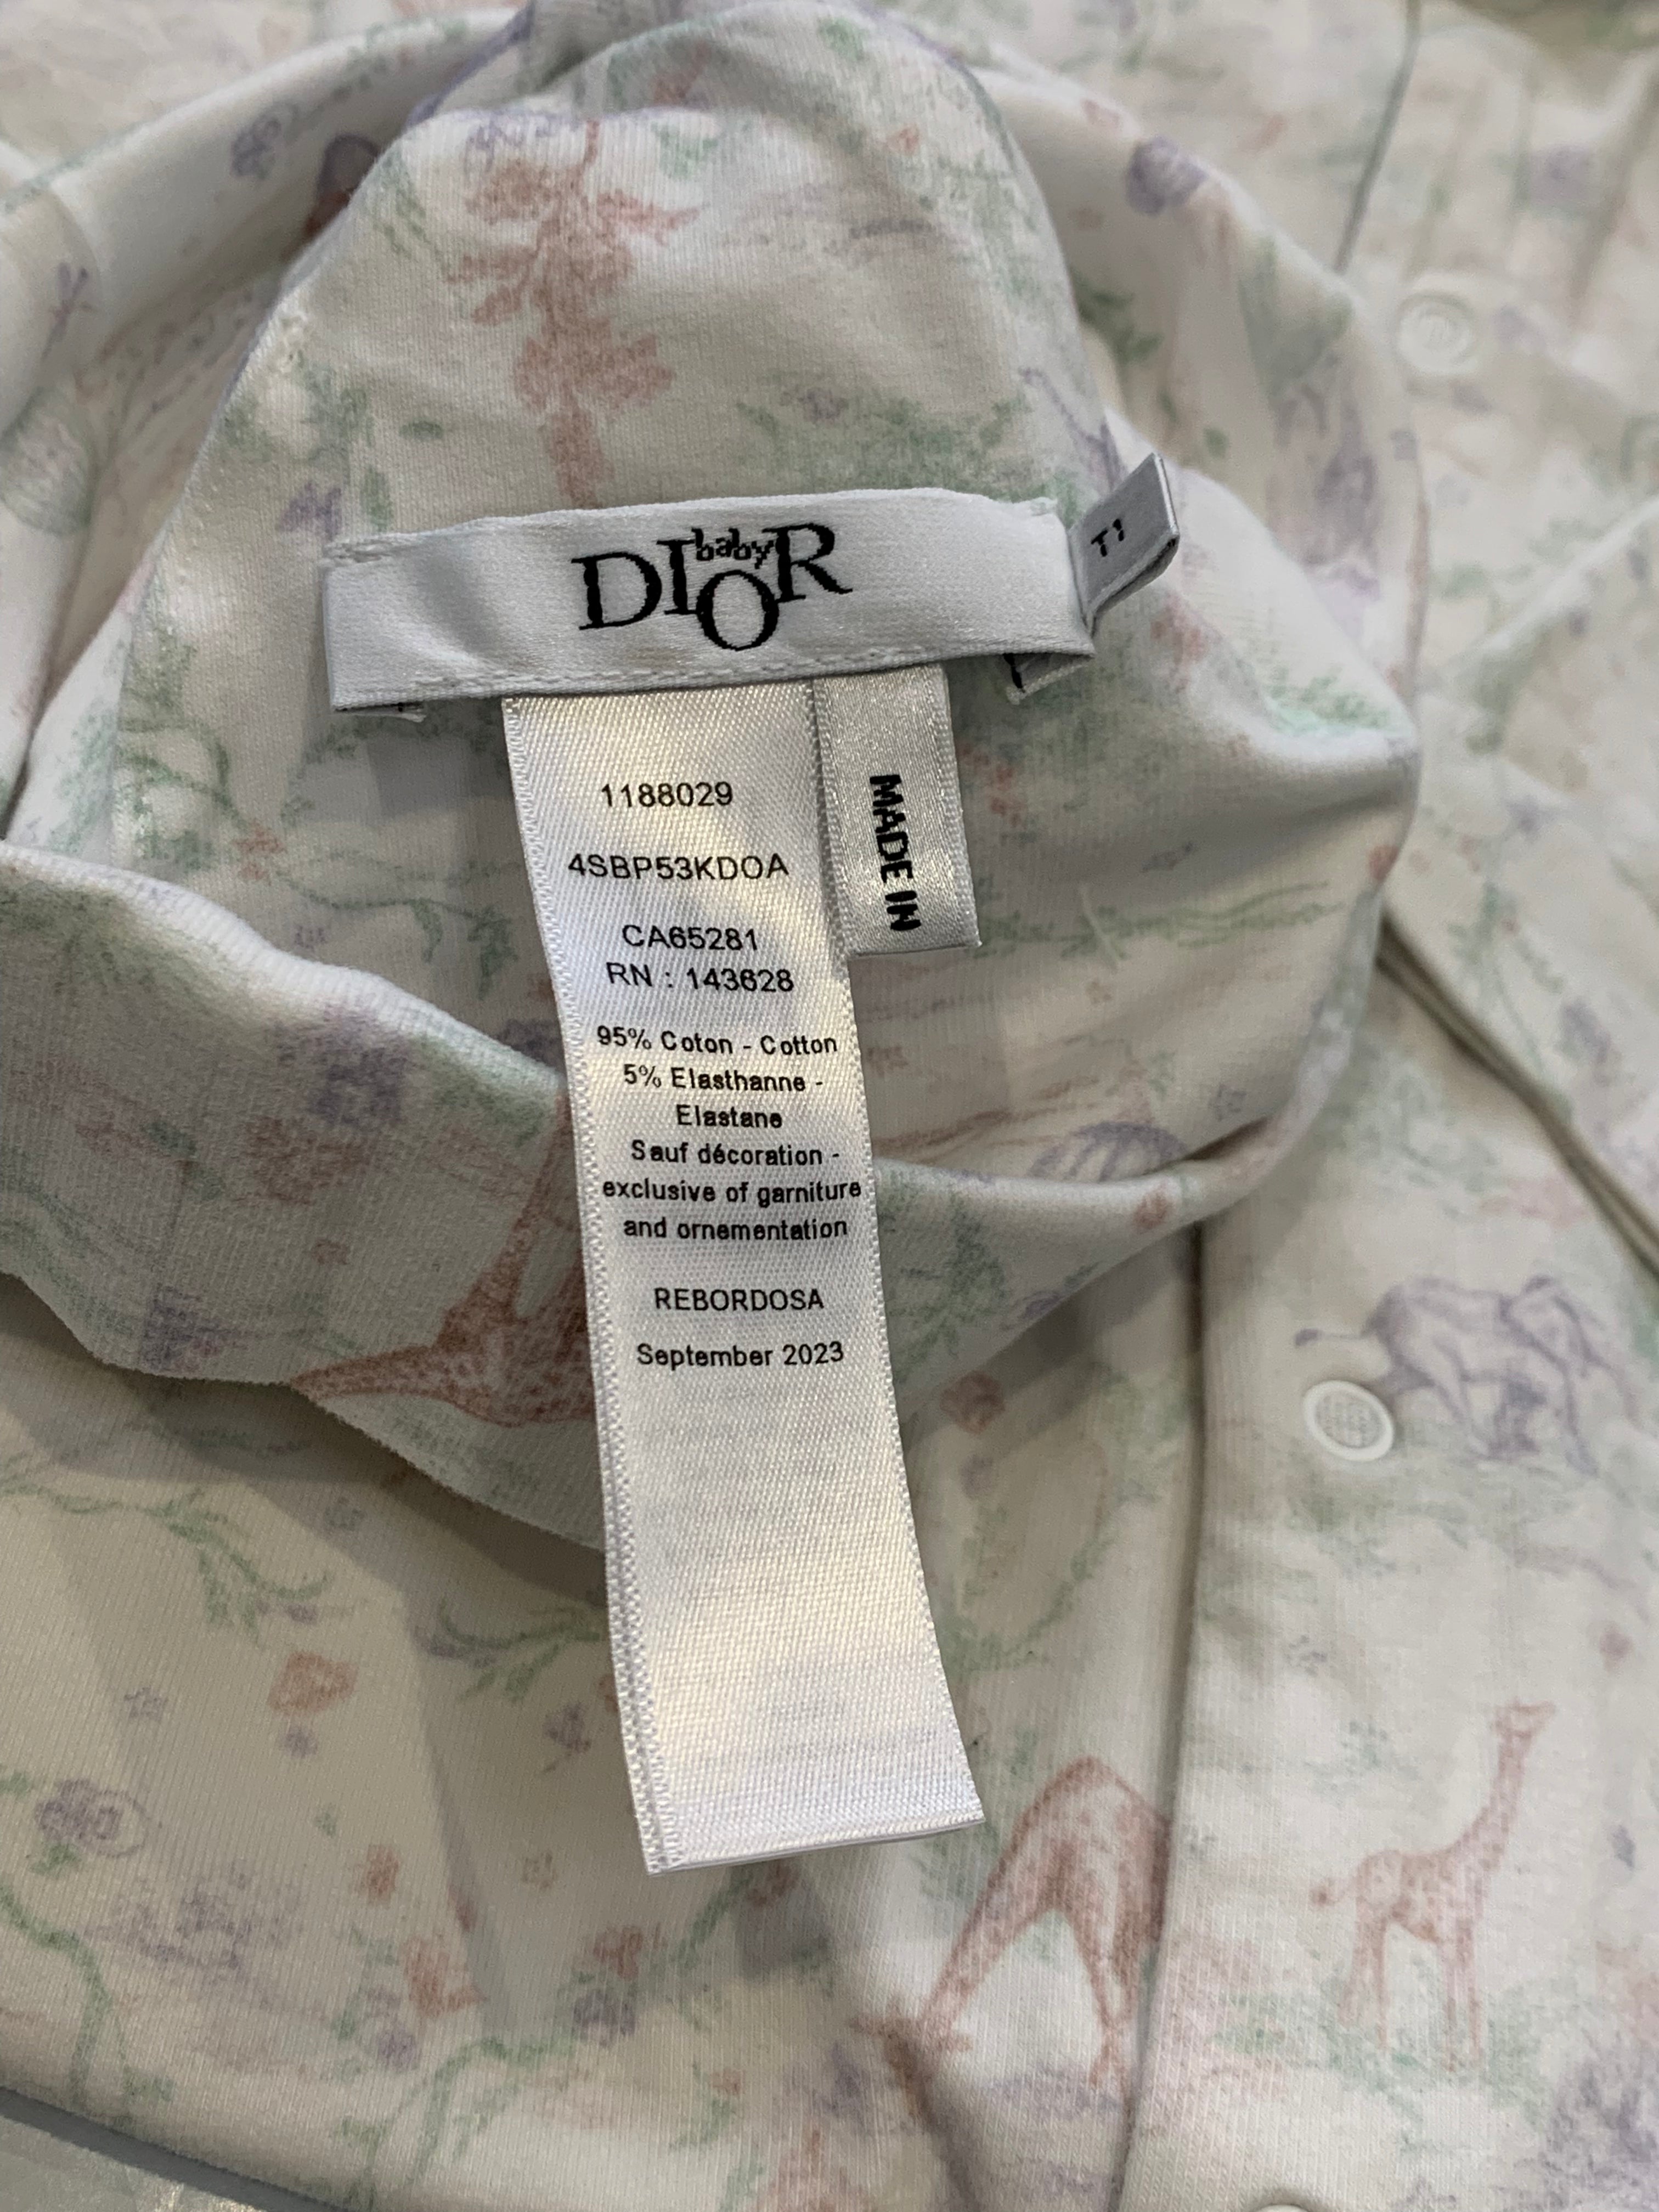 baby
DIOR
T1
MADE IN
1188029
4SBP53KDOA
CA65281
RN : 143628
95% Coton - Cotton
5% Elasthanne -
Elastane
Sauf décoration -
exclusive of garniture
and ornementation
REBORDOSA
September 2023